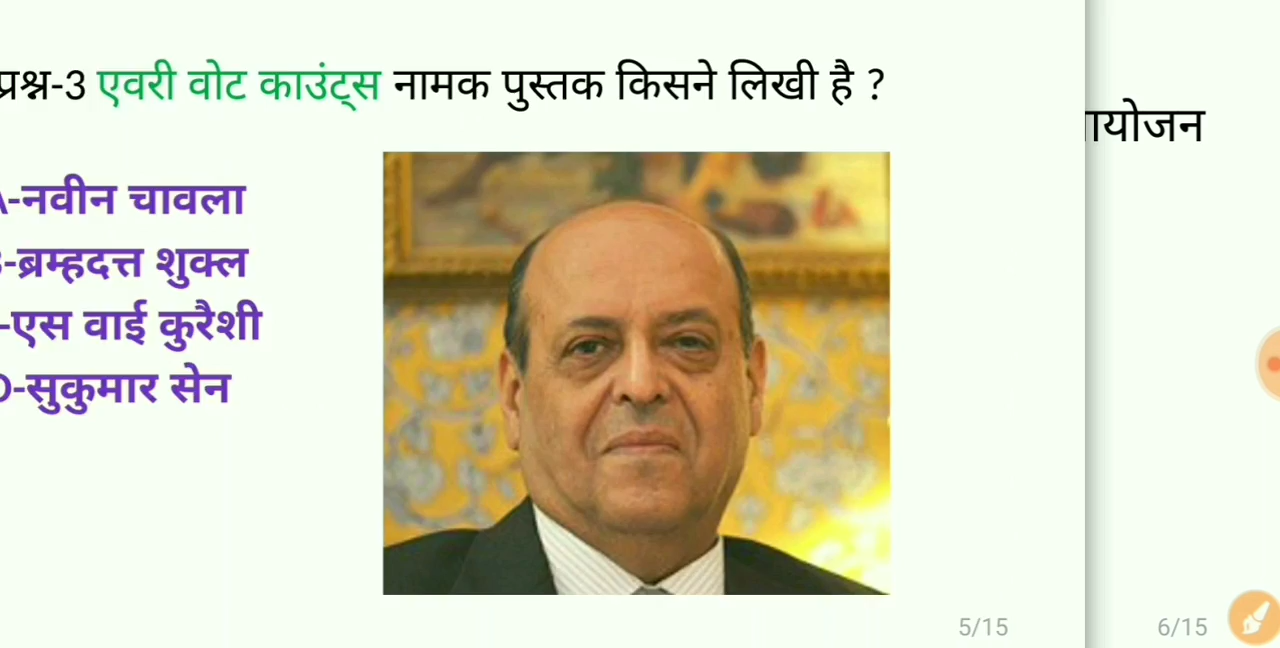 प्रश्न-3 एवरी वोट काउंट्स नामक पुस्तक किसने लिखी है ?
ायोजन
A-नवीन चावला
-ब्रम्हदत्त शुक्ल
-एस वाई कुरैशी
D-सुकुमार सेन
5/15
6/15